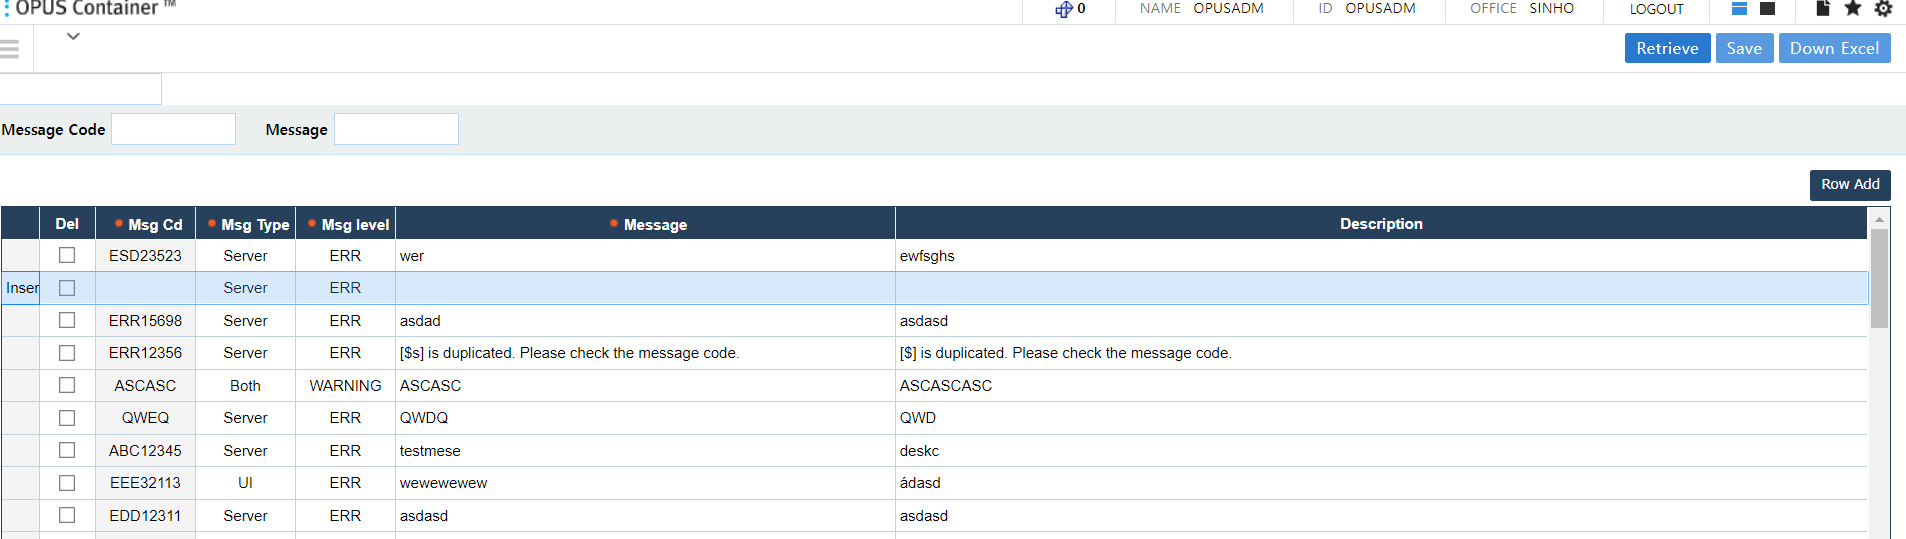 OPUS Container ™
0 NAME OPUSADM ID OPUSADM OFFICE SINHO LOGOUT
Retrieve Save Down Excel
Message Code Message
Row Add
Del Msg Cd Msg Type Msg level Message Description
ESD23523 Server ERR wer ewfsghs
Inser Server ERR
ERR15698 Server ERR asdad asdasd
ERR12356 Server ERR [$s] is duplicated. Please check the message code. [$] is duplicated. Please check the message code.
ASCASC Both WARNING ASCASC ASCASCASC
QWEQ Server ERR QWDQ QWD
ABC12345 Server ERR testmese deskc
EEE32113 UI ERR wewewewew ádasd
EDD12311 Server ERR asdasd asdasd